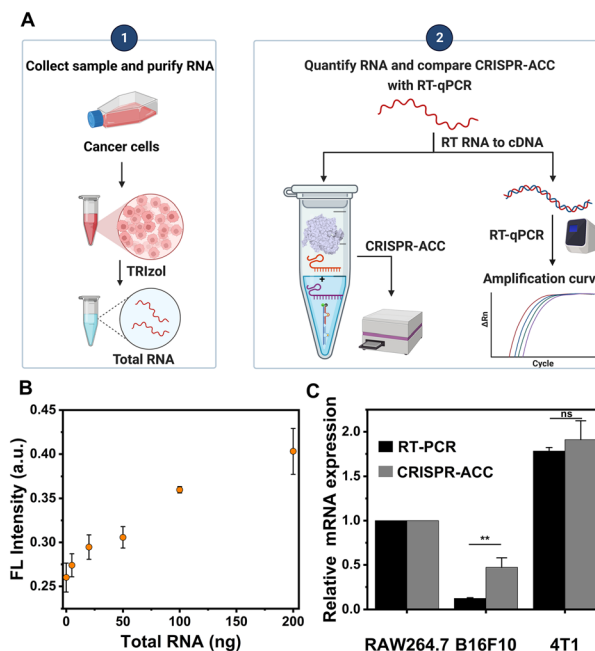 A
1
Collect sample and purify RNA
Cancer cells
TRIzol
Total RNA
2
Quantify RNA and compare CRISPR-ACC
with RT-qPCR
RT RNA to cDNA
CRISPR-ACC
+
RT-qPCR
Amplification curv
ΔRn
Cycle
B
0.45
0.40
0.35
0.30
0.25
FL Intensity (a.u.)
0
50
100
150
200
Total RNA (ng)
C
2.0
1.5
1.0
0.5
0.0
Relative mRNA expression
RT-PCR
CRISPR-ACC
**
ns
RAW264.7
B16F10
4T1